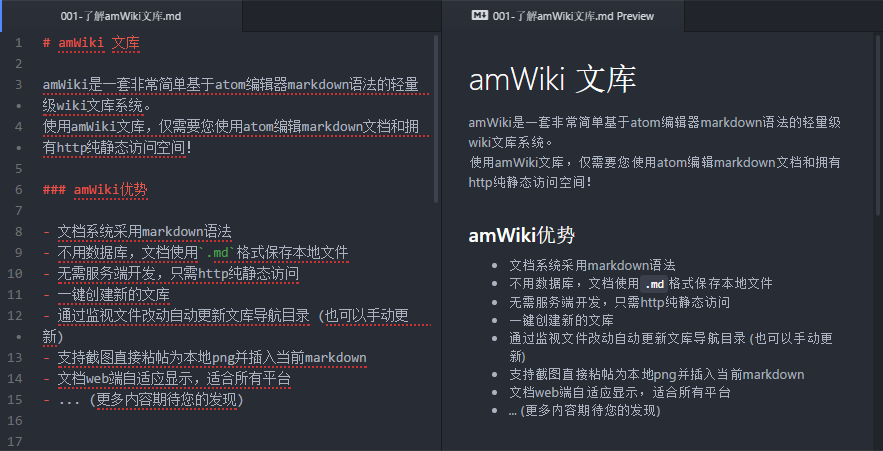 001-了解amWiki文库.md
1 # amWiki 文库
2
3 amWiki是一套非常简单基于atom编辑器markdown语法的轻量
• 级wiki文库系统。
4 使用amWiki文库，仅需要您使用atom编辑markdown文档和拥
• 有http纯静态访问空间！
5
6 ### amWiki优势
7
8 - 文档系统采用markdown语法
9 - 不用数据库，文档使用`.md`格式保存本地文件
10 - 无需服务端开发，只需http纯静态访问
11 - 一键创建新的文库
12 - 通过监视文件改动自动更新文库导航目录 (也可以手动更
• 新)
13 - 支持截图直接粘帖为本地png并插入当前markdown
14 - 文档web端自适应显示，适合所有平台
15 - ... (更多内容期待您的发现)
16
17
M↓ 001-了解amWiki文库.md Preview
amWiki 文库
amWiki是一套非常简单基于atom编辑器markdown语法的轻量级
wiki文库系统。
使用amWiki文库，仅需要您使用atom编辑markdown文档和拥有
http纯静态访问空间！
amWiki优势
• 文档系统采用markdown语法
• 不用数据库，文档使用 .md 格式保存本地文件
• 无需服务端开发，只需http纯静态访问
• 一键创建新的文库
• 通过监视文件改动自动更新文库导航目录 (也可以手动更
新)
• 支持截图直接粘帖为本地png并插入当前markdown
• 文档web端自适应显示，适合所有平台
• ... (更多内容期待您的发现)